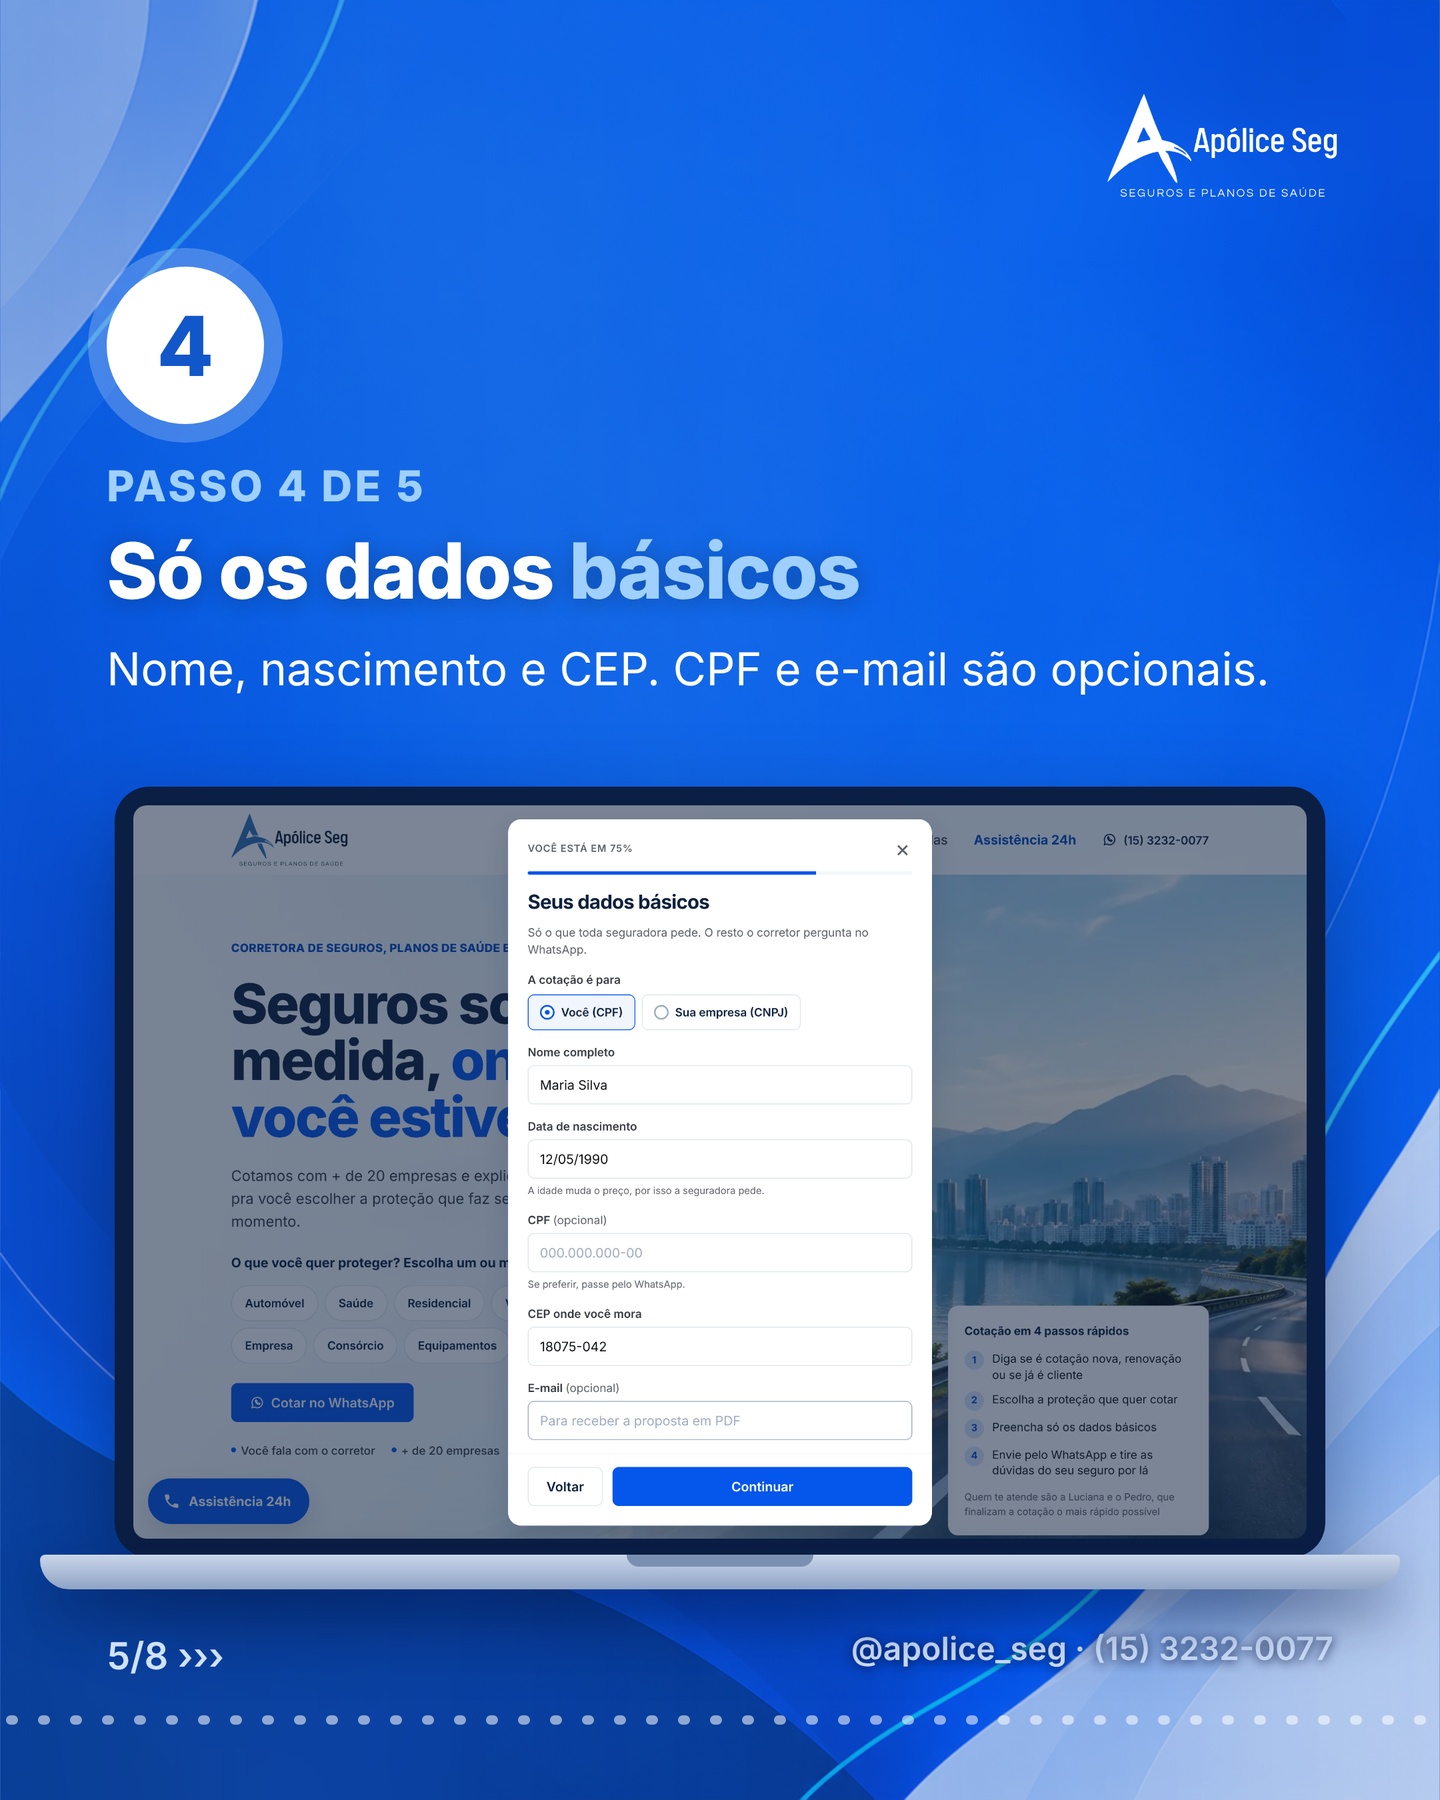 Apólice Seg
SEGUROS E PLANOS DE SAÚDE
4
PASSO 4 DE 5
Só os dados básicos
Nome, nascimento e CEP. CPF e e-mail são opcionais.
Apólice Seg
SEGUROS E PLANOS DE SAÚDE
Assistência 24h
(15) 3232-0077
CORRETORA DE SEGUROS, PLANOS DE SAÚDE
Seguros
medida,
você
Cotamos com + de 20 empresas e
pra você escolher a proteção que faz
momento.
O que você quer proteger? Escolha um ou
Automóvel
Saúde
Residencial
Empresa
Consórcio
Equipamentos
Cotar no WhatsApp
Você fala com o corretor
+ de 20 empresas
Assistência 24h
VOCÊ ESTÁ EM 75%
Seus dados básicos
Só o que toda seguradora pede. O resto o corretor pergunta no
WhatsApp.
A cotação é para
Você (CPF)
Sua empresa (CNPJ)
Nome completo
Maria Silva
Data de nascimento
12/05/1990
A idade muda o preço, por isso a seguradora pede.
CPF (opcional)
000.000.000-00
Se preferir, passe pelo WhatsApp.
CEP onde você mora
18075-042
E-mail (opcional)
Para receber a proposta em PDF
Voltar
Continuar
Cotação em 4 passos rápidos
1 Diga se é cotação nova, renovação
ou se já é cliente
2 Escolha a proteção que quer cotar
3 Preencha só os dados básicos
4 Envie pelo WhatsApp e tire as
dúvidas do seu seguro por lá
Quem te atende são a Luciana e o Pedro, que
finalizam a cotação o mais rápido possível
5/8 ›››
@apolice_seg · (15) 3232-0077